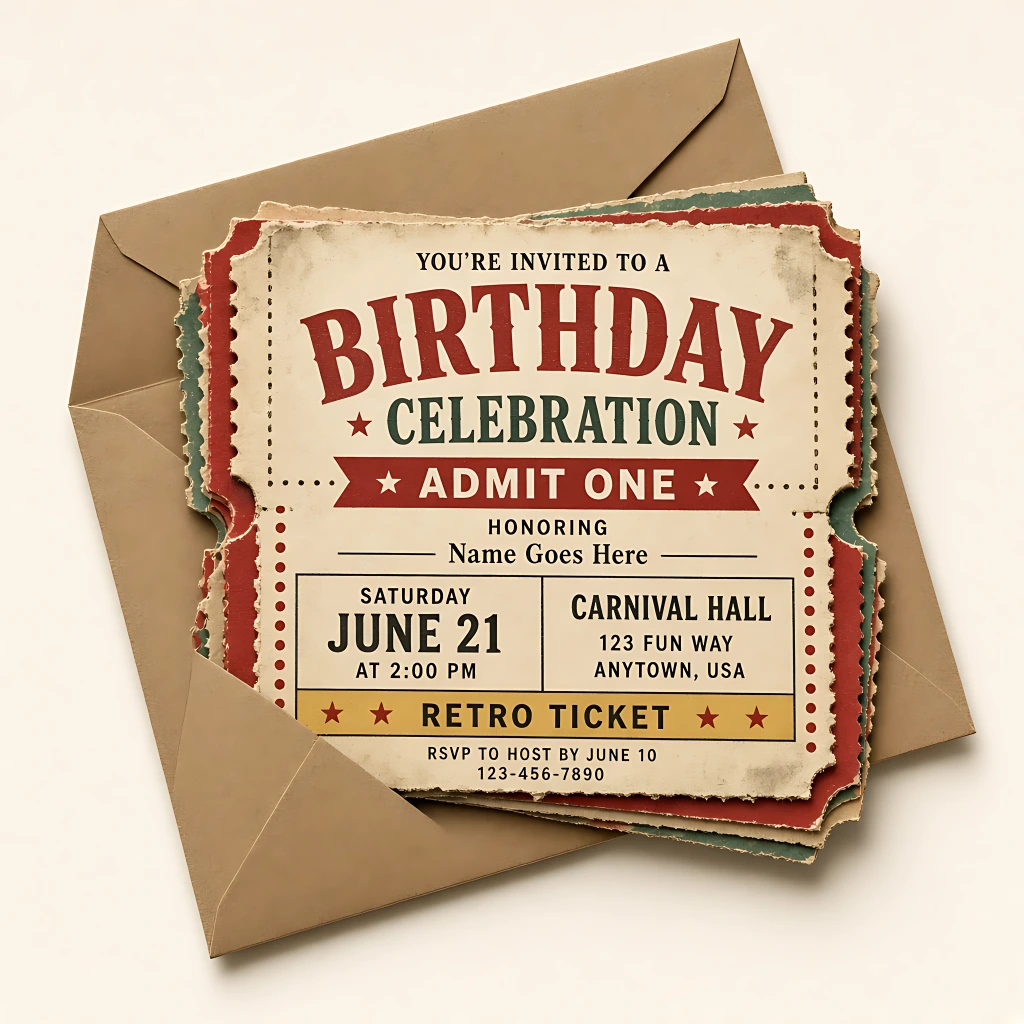 YOU'RE INVITED TO A
BIRTHDAY
CELEBRATION
ADMIT ONE
HONORING
Name Goes Here
SATURDAY
JUNE 21
AT 2:00 PM
CARNIVAL HALL
123 FUN WAY
ANYTOWN, USA
RETRO TICKET
RSVP TO HOST BY JUNE 10
123-456-7890